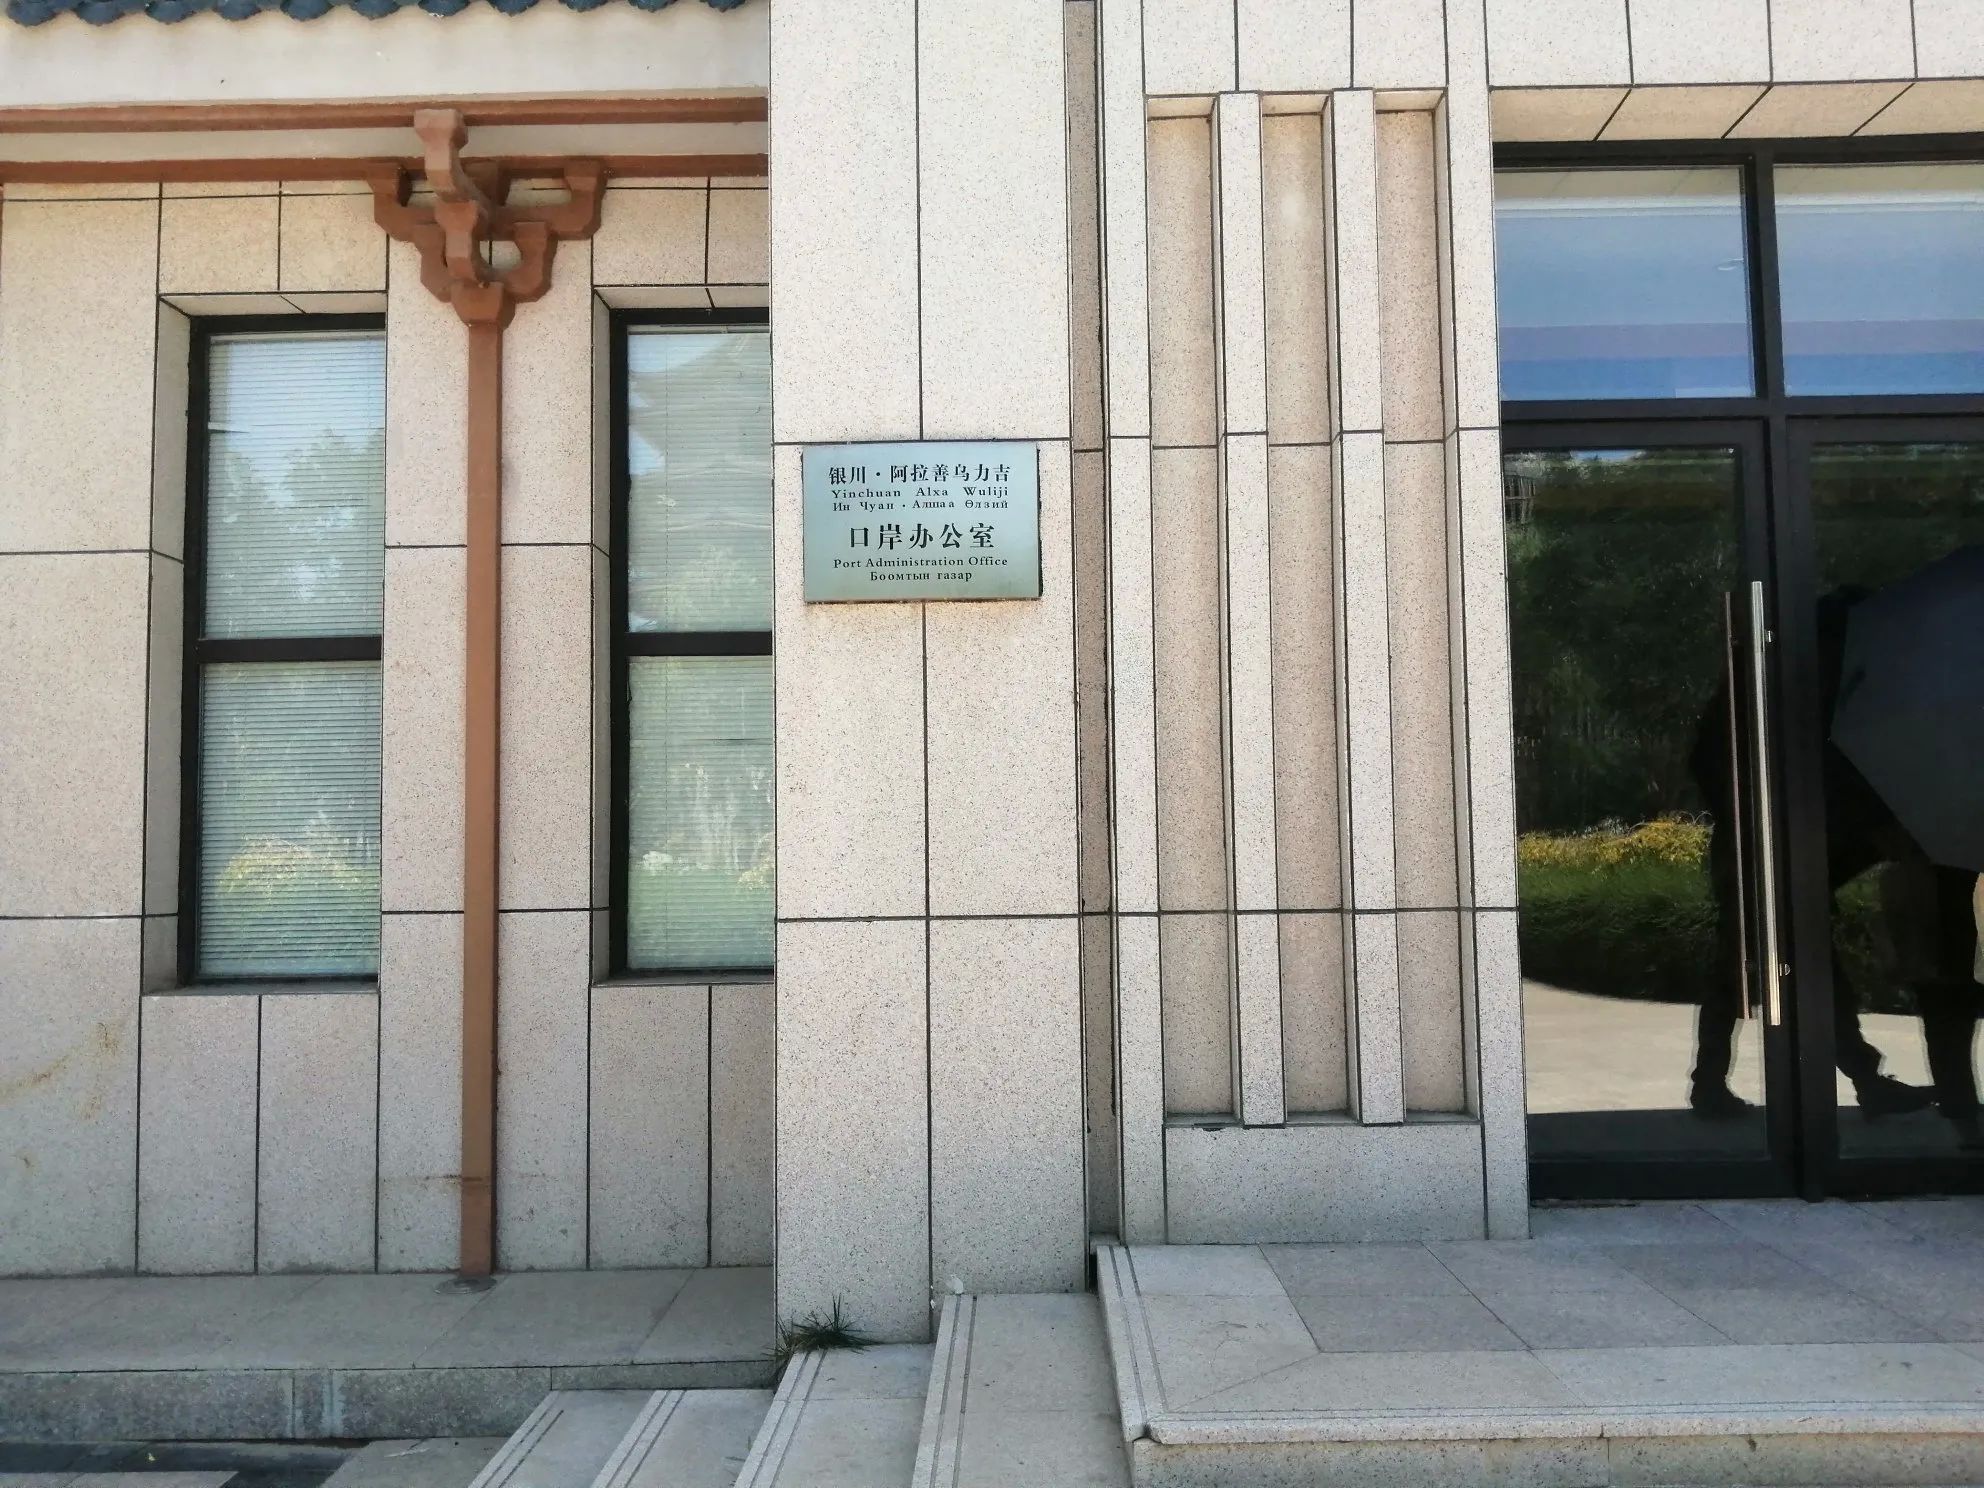 银川·阿拉善乌力吉
Yinchuan Alxa Wuliji
Ин Чуан · Алшаа Өлзий
口岸办公室
Port Administration Office
Боомтын газар